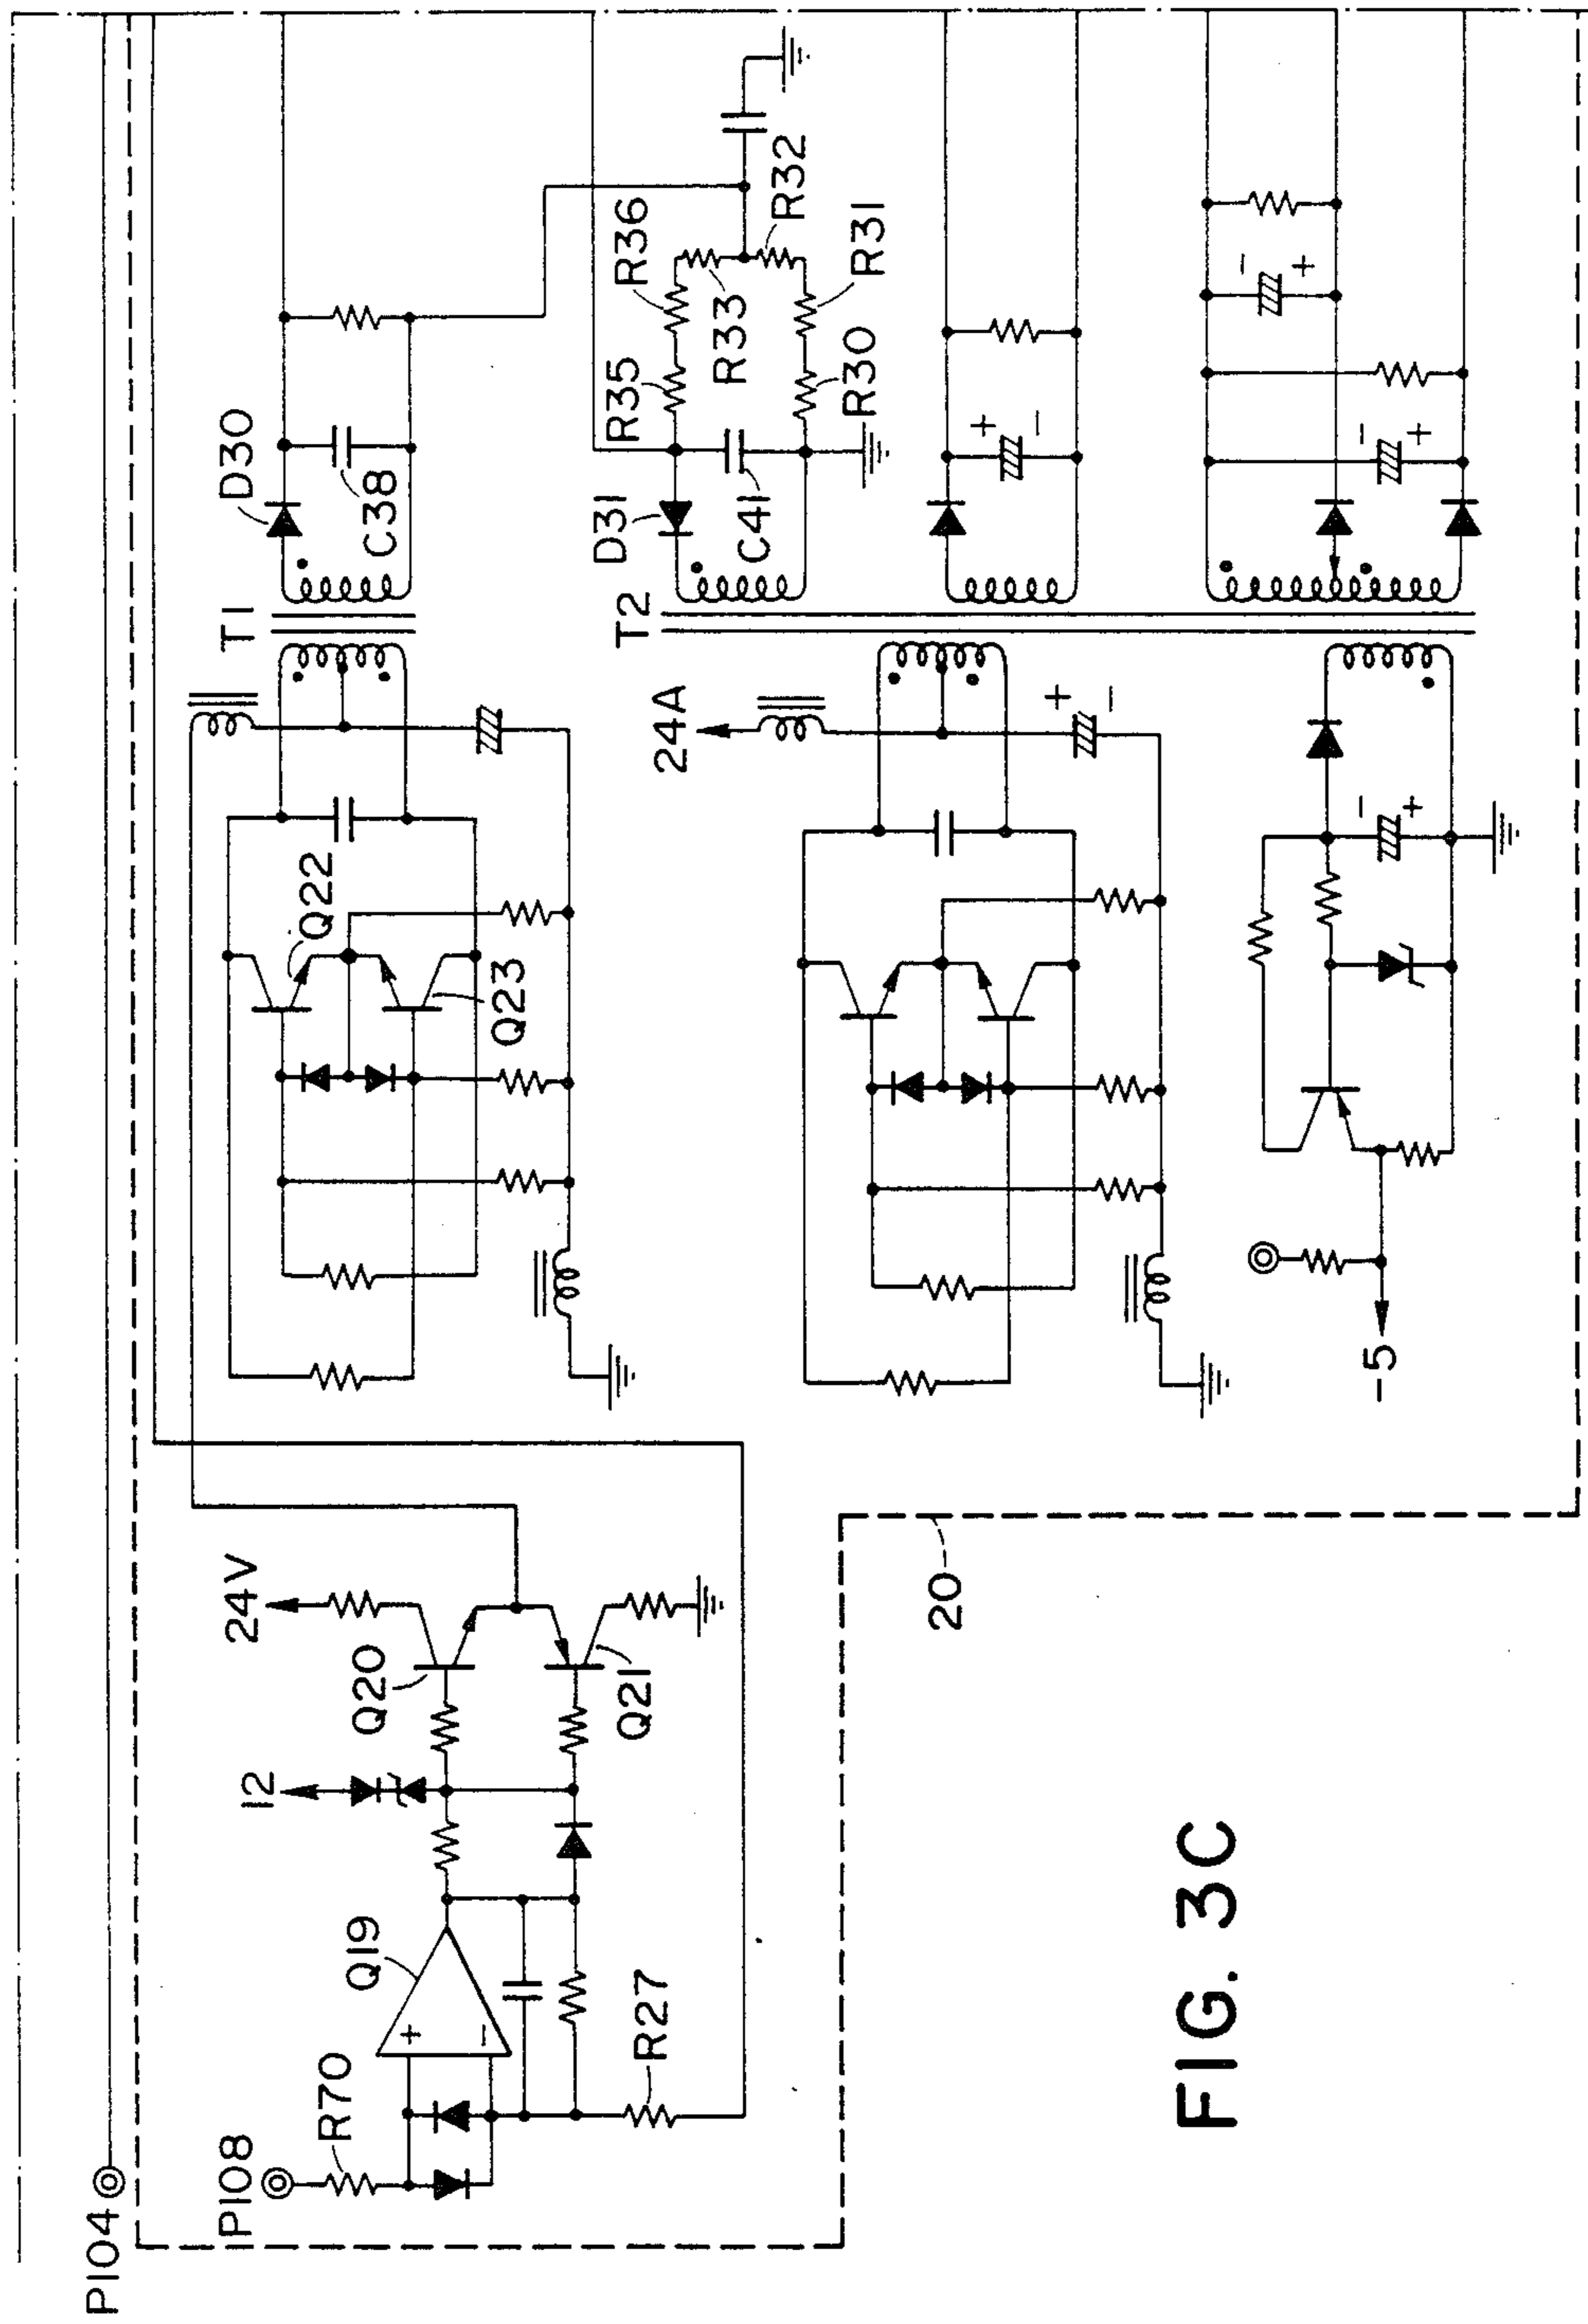 P104
P108
R70
Q19
R27
12
Q20
Q21
24V
20
Q22
Q23
T1
D30
C38
24A
T2
D31
C41
R35
R36
R33
R32
R30
R31
-5
+
-
+
-
-
+
+
-
-
+
-
+
FIG. 3C